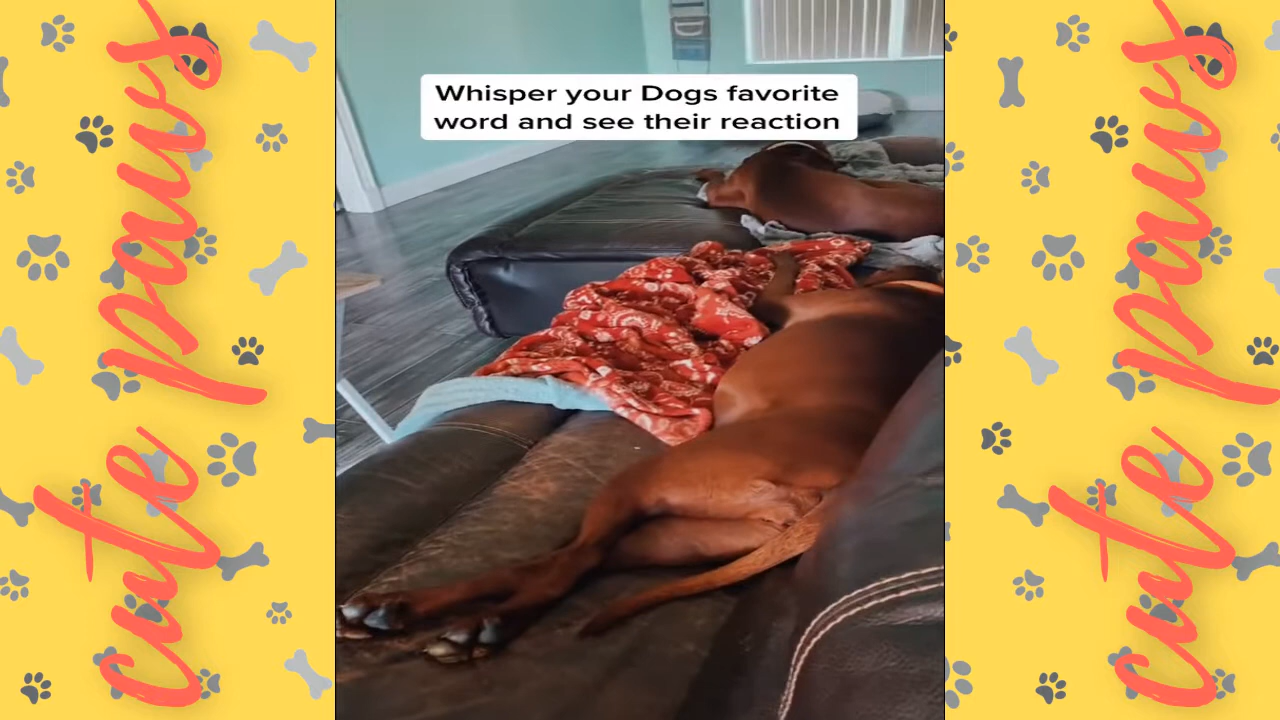 cute paws
Whisper your Dogs favorite
word and see their reaction
cute paws